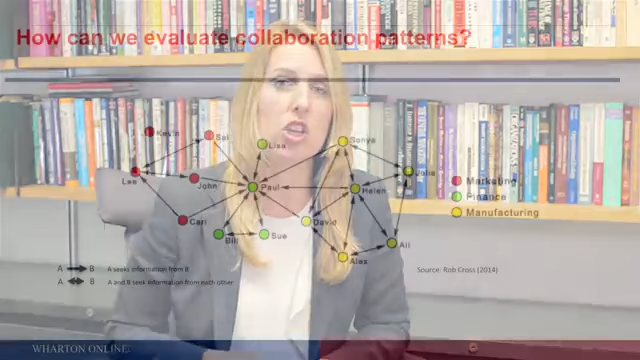 How can we evaluate collaboration patterns?
Kevin
Sal
Lisa
Sonya
Lee
John
Paul
Helen
Julia
Marketing
Finance
Manufacturing
Carl
Bill
Sue
David
Ali
Alex
A B A seeks information from B
A B A and B seek information from each other
Source: Rob Cross (2014)
WHARTON ONLINE